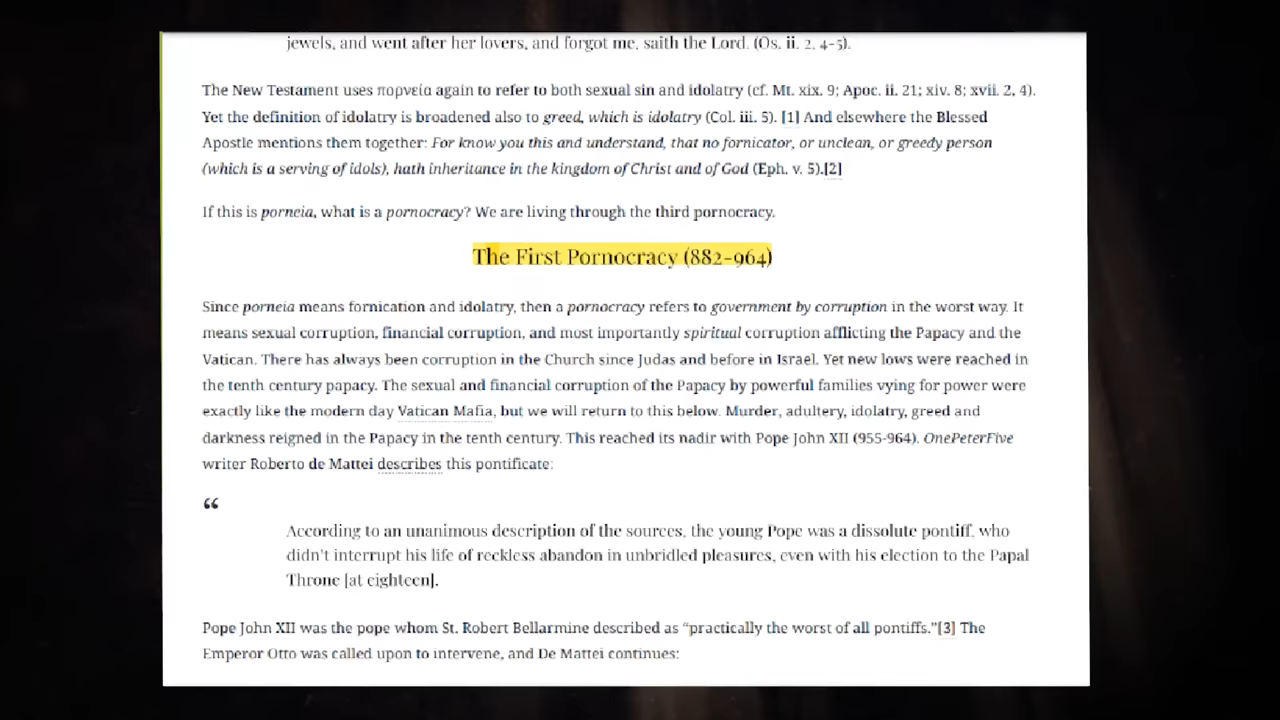 jewels, and went after her lovers, and forgot me, saith the Lord. (Os. ii. 2, 4-5).
The New Testament uses πορνεία again to refer to both sexual sin and idolatry (cf. Mt. xix. 9; Apoc. ii. 21; xiv. 8; xvii. 2, 4).
Yet the definition of idolatry is broadened also to greed, which is idolatry (Col. iii. 5). [1] And elsewhere the Blessed
Apostle mentions them together: For know you this and understand, that no fornicator, or unclean, or greedy person
(which is a serving of idols), hath inheritance in the kingdom of Christ and of God (Eph. v. 5).[2]
If this is porneia, what is a pornocracy? We are living through the third pornocracy.
The First Pornocracy (882-964)
Since porneia means fornication and idolatry, then a pornocracy refers to government by corruption in the worst way. It
means sexual corruption, financial corruption, and most importantly spiritual corruption afflicting the Papacy and the
Vatican. There has always been corruption in the Church since Judas and before in Israel. Yet new lows were reached in
the tenth century papacy. The sexual and financial corruption of the Papacy by powerful families vying for power were
exactly like the modern day Vatican Mafia, but we will return to this below. Murder, adultery, idolatry, greed and
darkness reigned in the Papacy in the tenth century. This reached its nadir with Pope John XII (955-964). OnePeterFive
writer Roberto de Mattei describes this pontificate:
“
According to an unanimous description of the sources, the young Pope was a dissolute pontiff, who
didn't interrupt his life of reckless abandon in unbridled pleasures, even with his election to the Papal
Throne [at eighteen].
Pope John XII was the pope whom St. Robert Bellarmine described as “practically the worst of all pontiffs.”[3] The
Emperor Otto was called upon to intervene, and De Mattei continues: